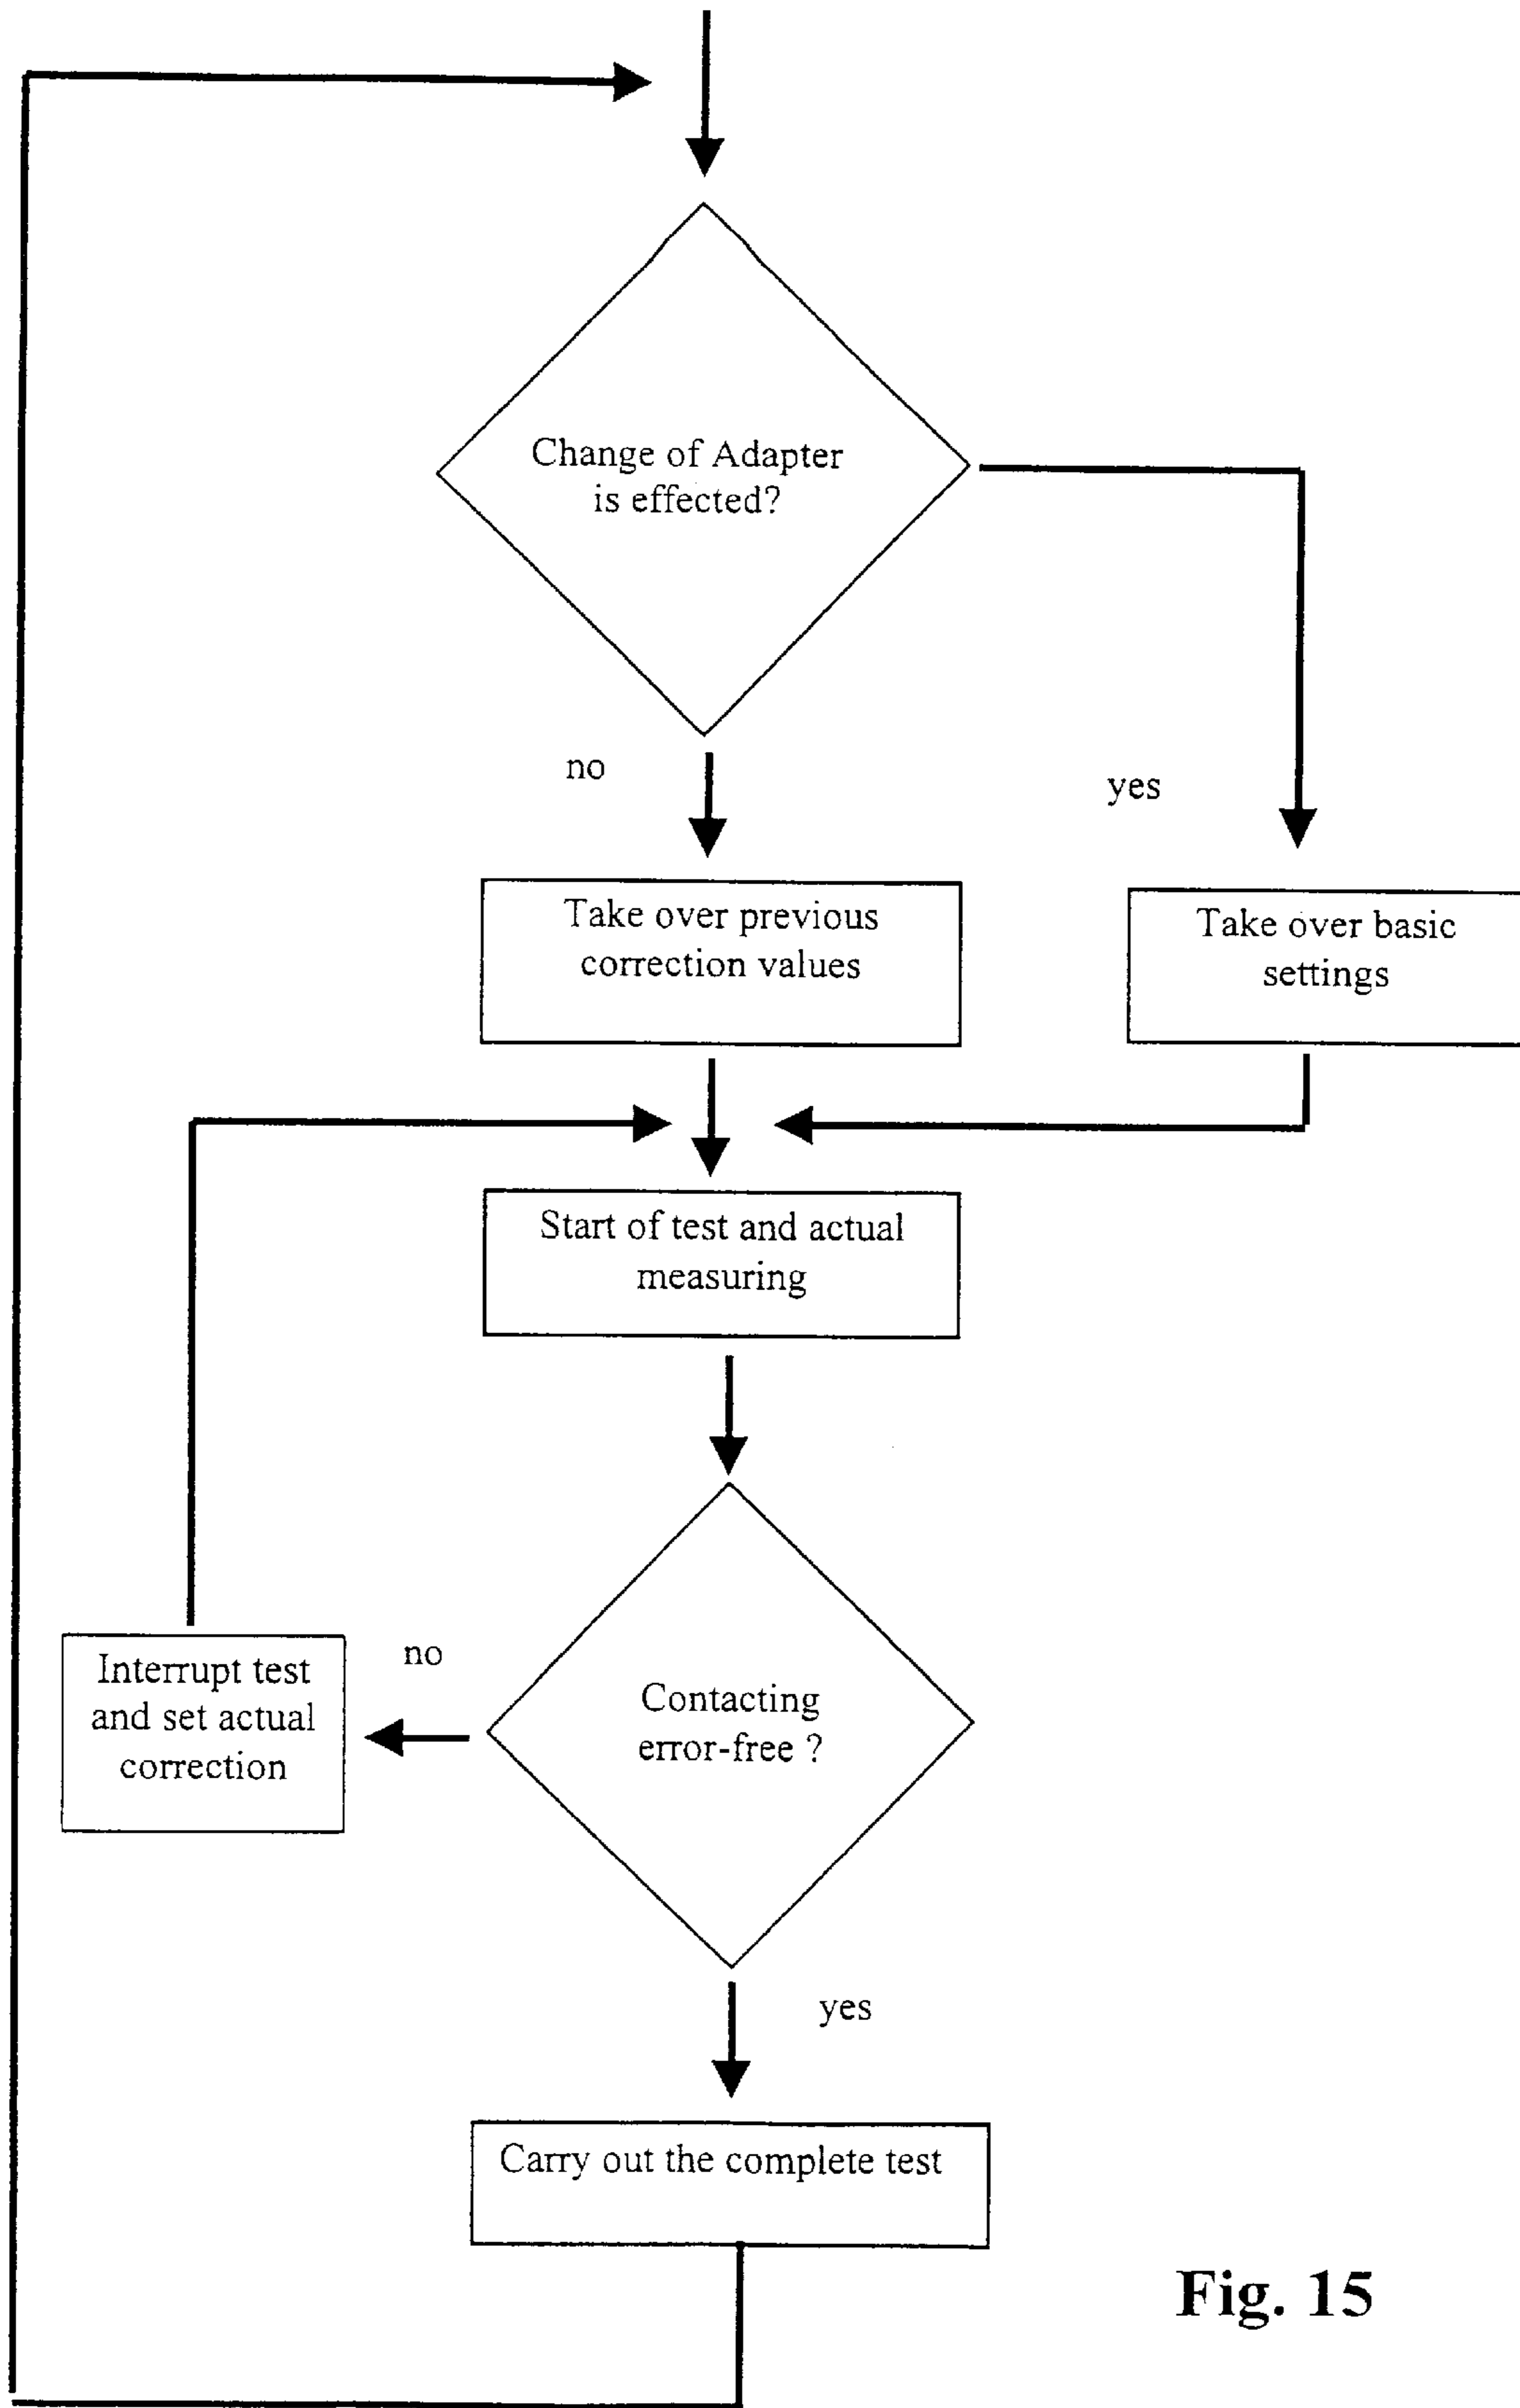 Change of Adapter
is effected?
no
yes
Take over previous
correction values
Take over basic
settings
Start of test and actual
measuring
Interrupt test
and set actual
correction
no
Contacting
error-free ?
yes
Carry out the complete test
Fig. 15